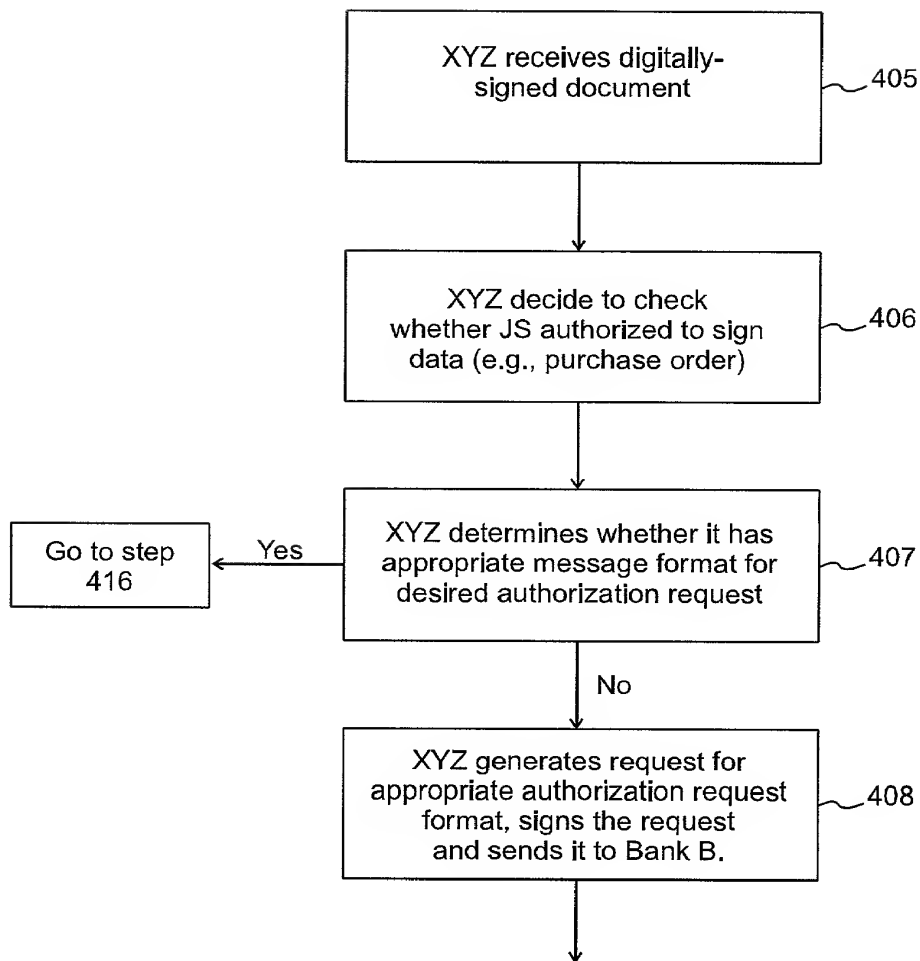 XYZ receives digitally-
signed document
405
XYZ decide to check
whether JS authorized to sign
data (e.g., purchase order)
406
XYZ determines whether it has
appropriate message format for
desired authorization request
407
Yes
Go to step
416
No
XYZ generates request for
appropriate authorization request
format, signs the request
and sends it to Bank B.
408